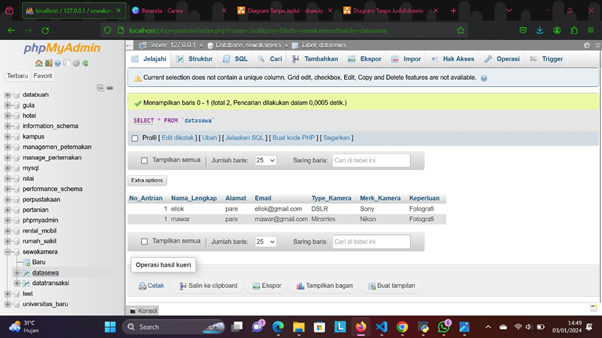 localhost / 127.0.0.1 / sewakam
Beranda - Canva
Diagram Tanpa Judul.drawio
Diagram Tanpa Judul.drawio
localhost/phpmyadmin/index.php?route=/sql&pos=0&db=sewakamera&table=datasewa
phpMyAdmin
Terbaru Favorit
databuah
gula
hotel
information_schema
kampus
managemen_peternakan
manage_perternakan
mysql
nilai
performance_schema
perpustakaan
pertanian
phpmyadmin
rental_mobil
rumah_sakit
sewakamera
Baru
datasewa
datatransaksi
test
universitas_baru
Server: 127.0.0.1 » Database: sewakamera » Tabel: datasewa
Jelajahi Struktur SQL Cari Tambahkan Ekspor Impor Hak Akses Operasi Trigger
Current selection does not contain a unique column. Grid edit, checkbox, Edit, Copy and Delete features are not available.
Menampilkan baris 0 - 1 (total 2, Pencarian dilakukan dalam 0,0005 detik.)
SELECT * FROM `datasewa`
Profil [ Edit dikotak ] [ Ubah ] [ Jelaskan SQL ] [ Buat kode PHP ] [ Segarkan ]
Tampilkan semua Jumlah baris: 25 Saring baris: Cari di tabel ini
Extra options
No_Antrian Nama_Lengkap Alamat Email Type_Kamera Merk_Kamera Keperluan
1 ellok pare ellok@gmail.com DSLR Sony Fotografi
1 mawar pare mawar@gmail.com Mirorries Nikon Fotografi
Tampilkan semua Jumlah baris: 25 Saring baris: Cari di tabel ini
Operasi hasil kueri
Cetak Salin ke clipboard Ekspor Tampilkan bagan Buat tampilan
Konsol
31°C
Hujan
Search
14.49
03/01/2024